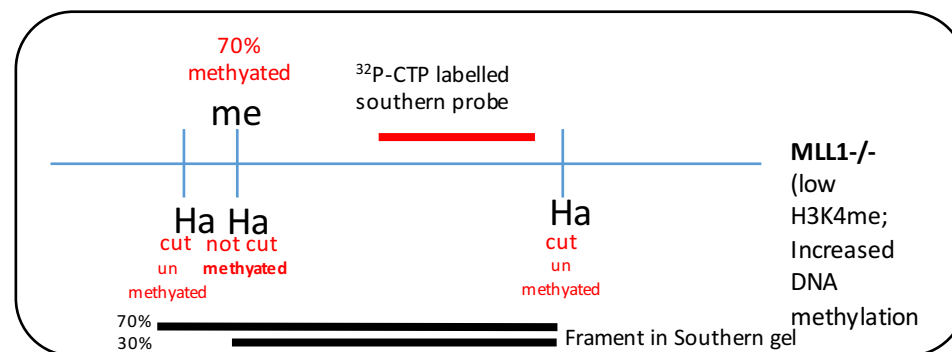 70%
methyated
me
³²P-CTP labelled
southern probe
Ha Ha
cut not cut
un methyated
methyated
Ha
cut
un
methyated
MLL1-/-
(low
H3K4me;
Increased
DNA
methylation)
70%
30%
Frament in Southern gel